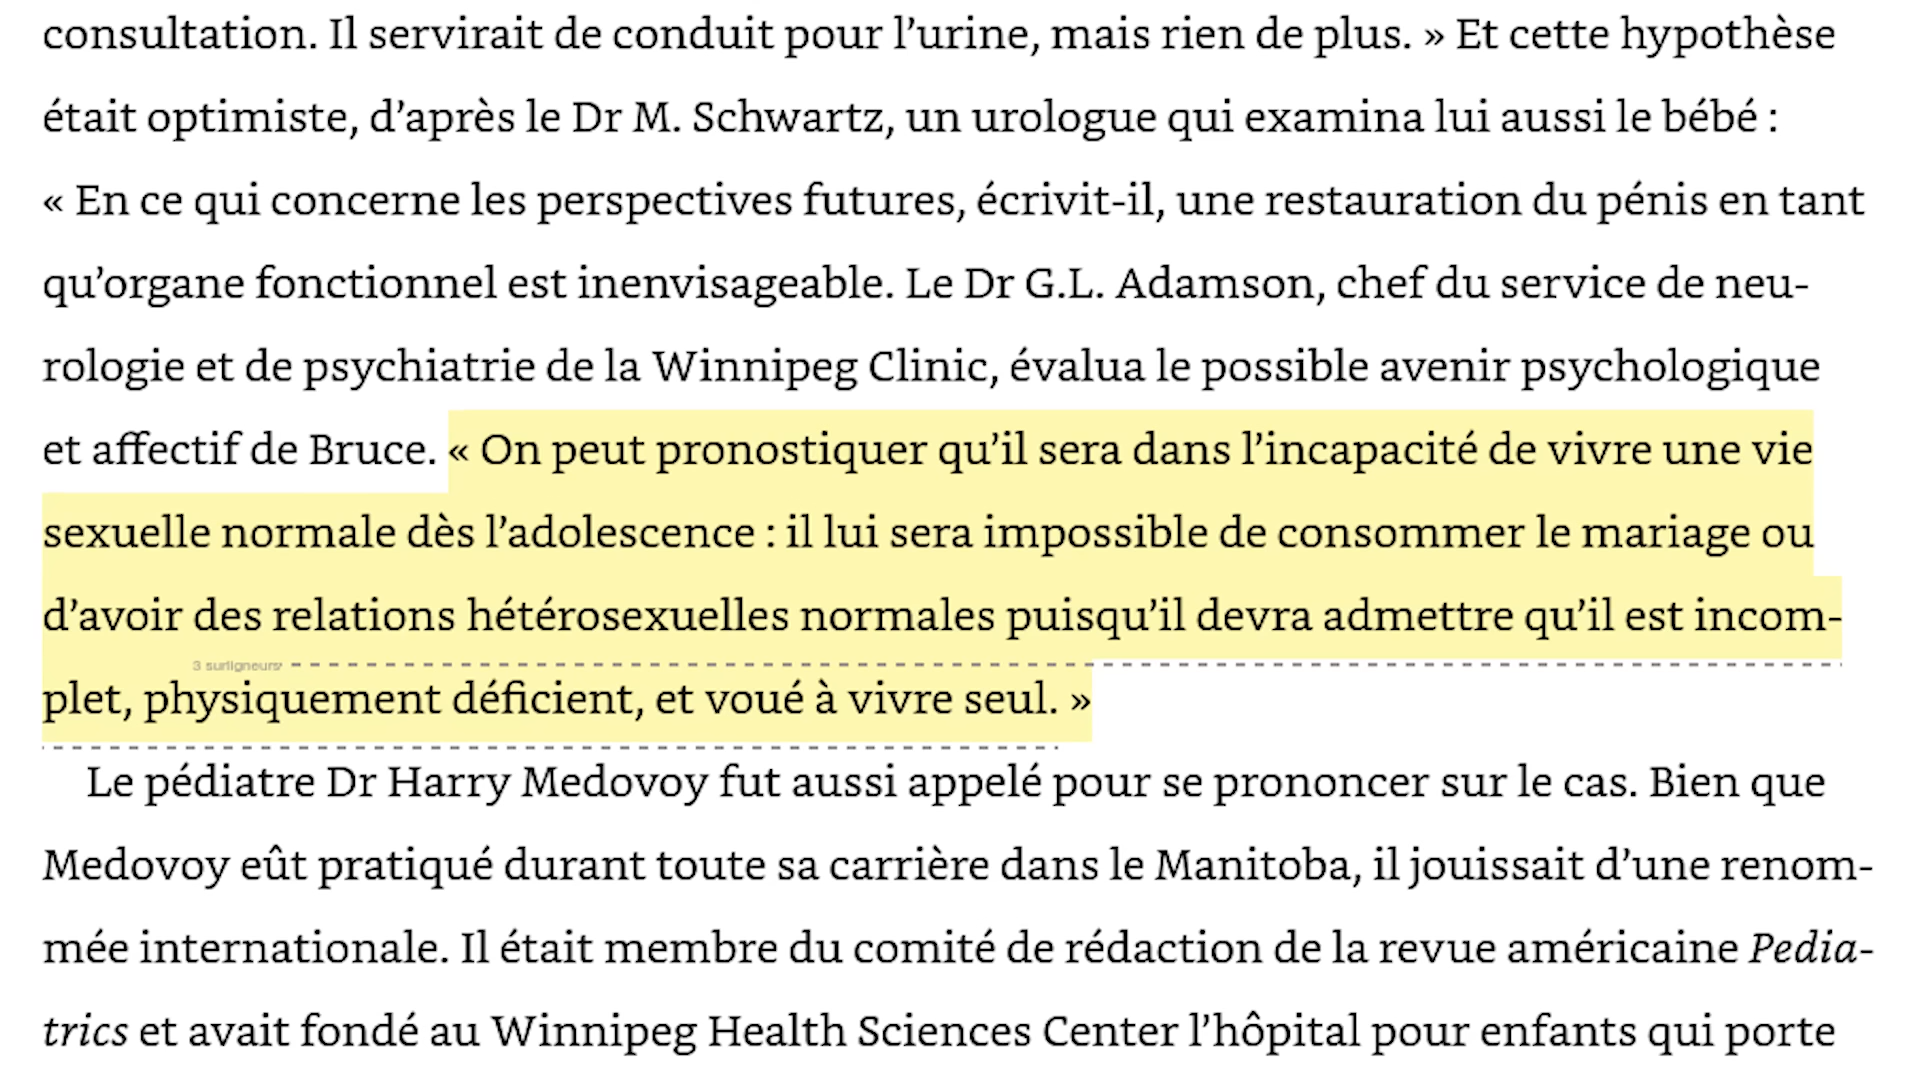 consultation. Il servirait de conduit pour l’urine, mais rien de plus. » Et cette hypothèse
était optimiste, d’après le Dr M. Schwartz, un urologue qui examina lui aussi le bébé :
« En ce qui concerne les perspectives futures, écrivit-il, une restauration du pénis en tant
qu’organe fonctionnel est inenvisageable. Le Dr G.L. Adamson, chef du service de neu-
rologie et de psychiatrie de la Winnipeg Clinic, évalua le possible avenir psychologique
et affectif de Bruce. « On peut pronostiquer qu’il sera dans l’incapacité de vivre une vie
sexuelle normale dès l’adolescence : il lui sera impossible de consommer le mariage ou
d’avoir des relations hétérosexuelles normales puisqu’il devra admettre qu’il est incom-
3 surligneurs
plet, physiquement déficient, et voué à vivre seul. »
Le pédiatre Dr Harry Medovoy fut aussi appelé pour se prononcer sur le cas. Bien que
Medovoy eût pratiqué durant toute sa carrière dans le Manitoba, il jouissait d’une renom-
mée internationale. Il était membre du comité de rédaction de la revue américaine Pedia-
trics et avait fondé au Winnipeg Health Sciences Center l’hôpital pour enfants qui porte